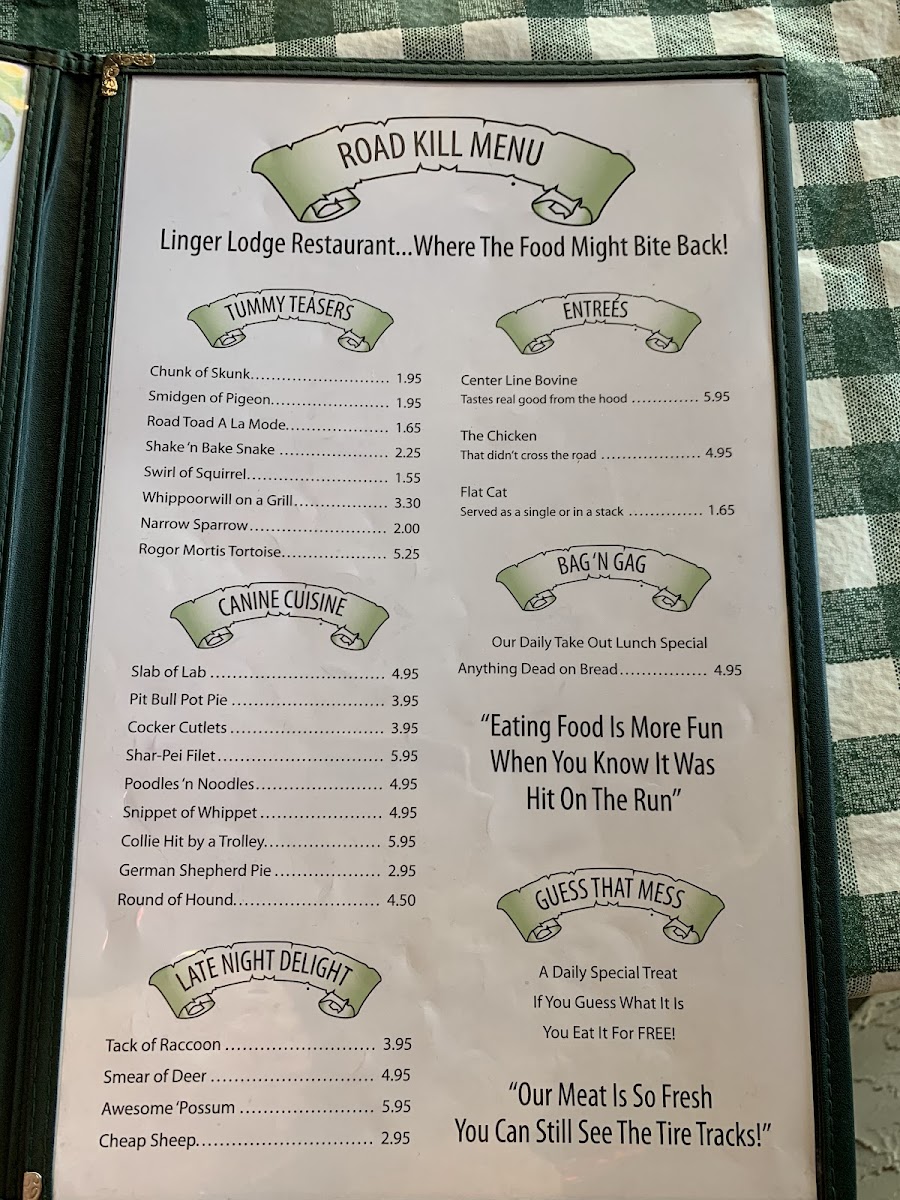 ROAD KILL MENU
Linger Lodge Restaurant...Where The Food Might Bite Back!
TUMMY TEASERS
Chunk of Skunk.............................. 1.95
Smidgen of Pigeon......................... 1.95
Road Toad A La Mode...................... 1.65
Shake 'n Bake Snake ........................ 2.25
Swirl of Squirrel............................... 1.55
Whippoorwill on a Grill.................... 3.30
Narrow Sparrow.............................. 2.00
Rogor Mortis Tortoise....................... 5.25
CANINE CUISINE
Slab of Lab ...................................... 4.95
Pit Bull Pot Pie .................................. 3.95
Cocker Cutlets ................................. 3.95
Shar-Pei Filet.................................... 5.95
Poodles 'n Noodles........................... 4.95
Snippet of Whippet ........................... 4.95
Collie Hit by a Trolley......................... 5.95
German Shepherd Pie ....................... 2.95
Round of Hound................................ 4.50
LATE NIGHT DELIGHT
Tack of Raccoon ............................... 3.95
Smear of Deer .................................. 4.95
Awesome 'Possum ............................ 5.95
Cheap Sheep.................................... 2.95
ENTREÉS
Center Line Bovine
Tastes real good from the hood ............. 5.95
The Chicken
That didn't cross the road ................... 4.95
Flat Cat
Served as a single or in a stack .............. 1.65
BAG 'N GAG
Our Daily Take Out Lunch Special
Anything Dead on Bread................. 4.95
“Eating Food Is More Fun
When You Know It Was
Hit On The Run”
GUESS THAT MESS
A Daily Special Treat
If You Guess What It Is
You Eat It For FREE!
“Our Meat Is So Fresh
You Can Still See The Tire Tracks!”